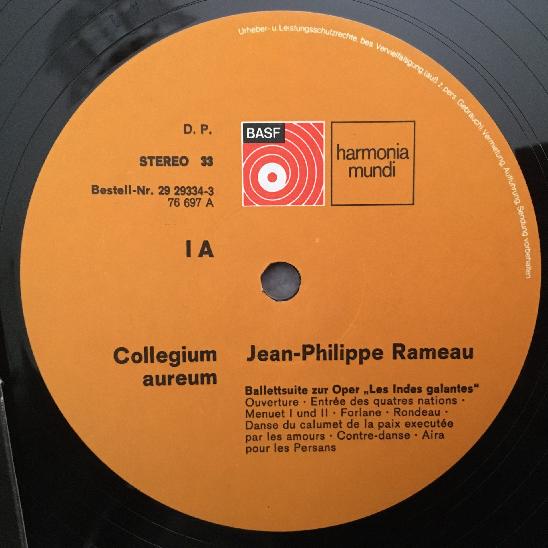 Urheber- u. Leistungsschutzrechte, bes. Vervielfältigung (auß. z. pers. Gebrauch), Vermietung, Aufführung, Sendung vorbehalten
D. P.
BASF
harmonia
mundi
STEREO 33
Bestell-Nr. 29 29334-3
76 697 A
I A
Collegium
aureum
Jean-Philippe Rameau
Ballettsuite zur Oper „Les Indes galantes“
Ouverture · Entrée des quatres nations ·
Menuet I und II · Forlane · Rondeau ·
Danse du calumet de la paix executée
par les amours · Contre-danse · Aira
pour les Persans